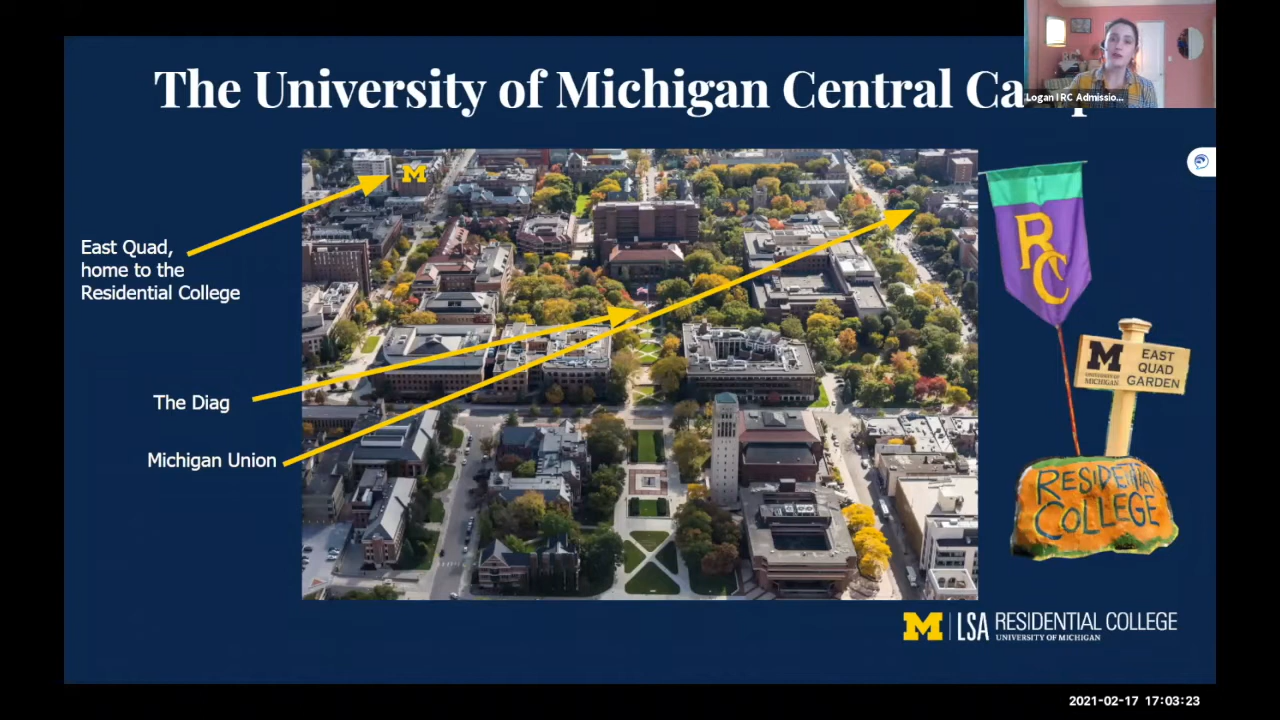 The University of Michigan Central Ca
Logan I RC Admissio...
M
East Quad,
home to the
Residential College
The Diag
Michigan Union
RC
M
UNIVERSITY OF
MICHIGAN
EAST
QUAD
GARDEN
RESIDENTIAL
COLLEGE
M LSA RESIDENTIAL COLLEGE
UNIVERSITY OF MICHIGAN
2021-02-17 17:03:23